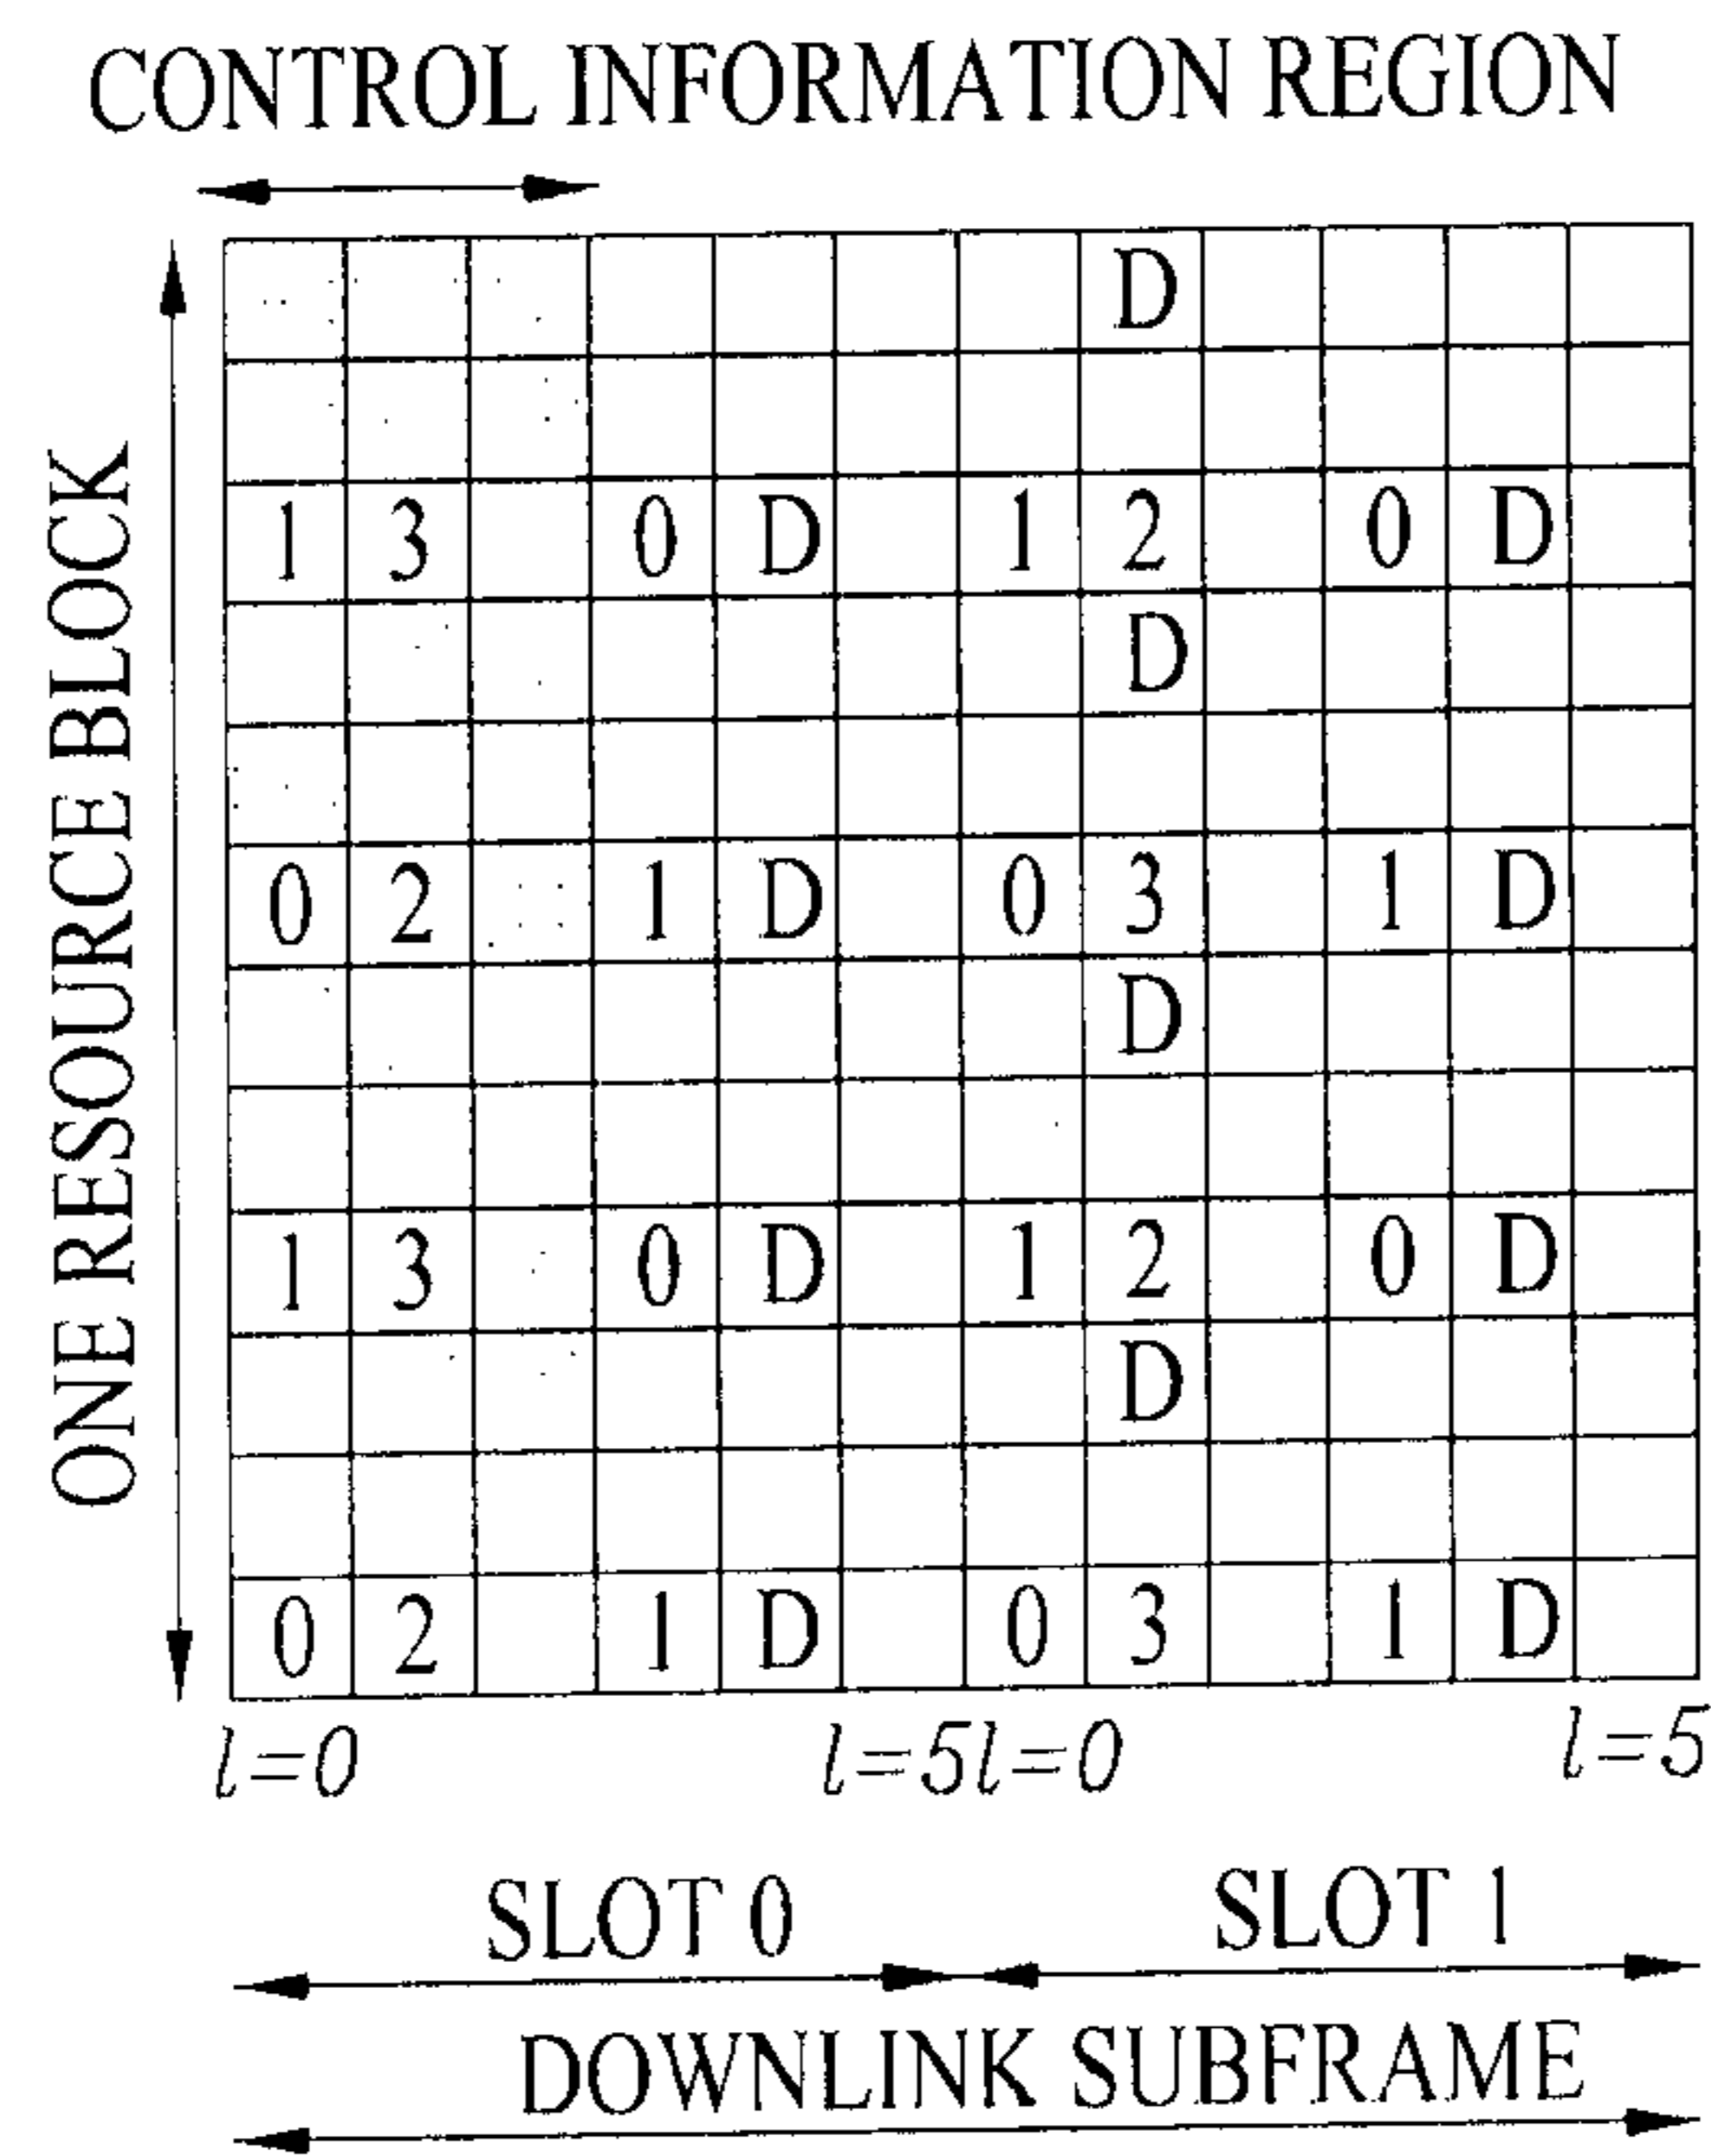 CONTROL INFORMATION REGION
ONE RESOURCE BLOCK
D
1 3 0 D 1 2 0 D
D
0 2 1 D 0 3 1 D
D
1 3 0 D 1 2 0 D
D
0 2 1 D 0 3 1 D
l=0 l=5 l=0 l=5
SLOT 0 SLOT 1
DOWNLINK SUBFRAME